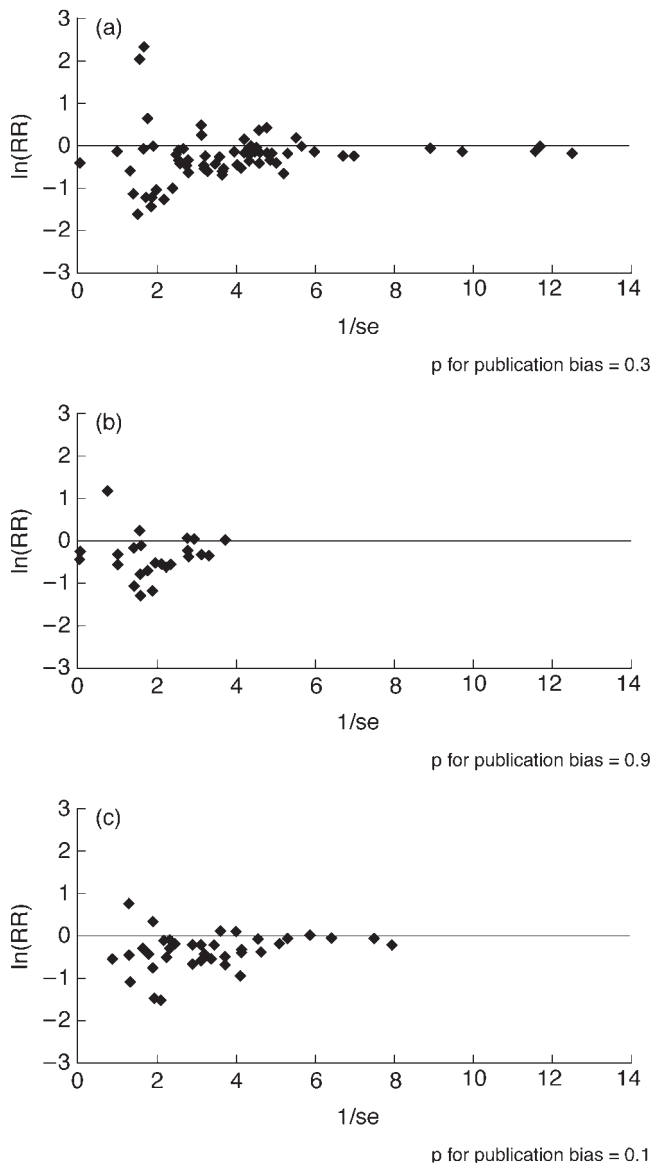 (a)
3
2
1
0
−1
−2
−3
ln(RR)
0 2 4 6 8 10 12 14
1/se
p for publication bias = 0.3
(b)
3
2
1
0
−1
−2
−3
ln(RR)
0 2 4 6 8 10 12 14
1/se
p for publication bias = 0.9
(c)
3
2
1
0
−1
−2
−3
ln(RR)
0 2 4 6 8 10 12 14
1/se
p for publication bias = 0.1